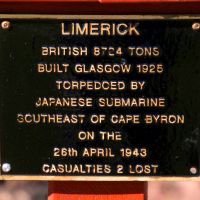 LIMERICK
BRITISH 8724 TONS
BUILT GLASGOW 1925
TORPEDOED BY
JAPANESE SUBMARINE
SOUTHEAST OF CAPE BYRON
ON THE
26th APRIL 1943
CASUALTIES 2 LOST